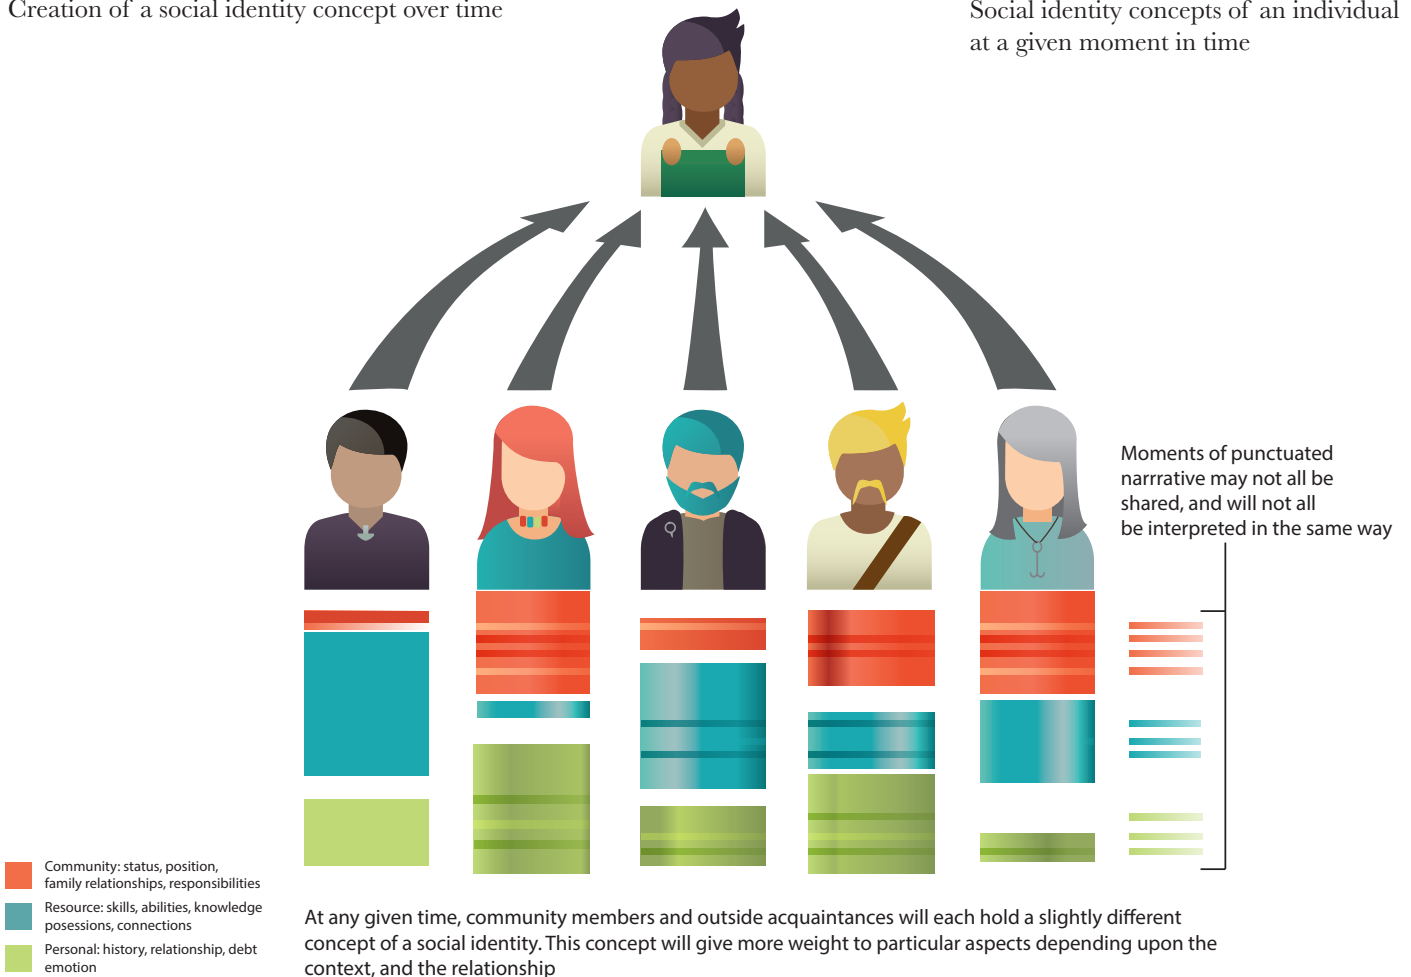 Creation of a social identity concept over time
Social identity concepts of an individual
at a given moment in time
Moments of punctuated
narrrative may not all be
shared, and will not all
be interpreted in the same way
Community: status, position,
family relationships, responsibilities
Resource: skills, abilities, knowledge
posessions, connections
Personal: history, relationship, debt
emotion
At any given time, community members and outside acquaintances will each hold a slightly different
concept of a social identity. This concept will give more weight to particular aspects depending upon the
context, and the relationship